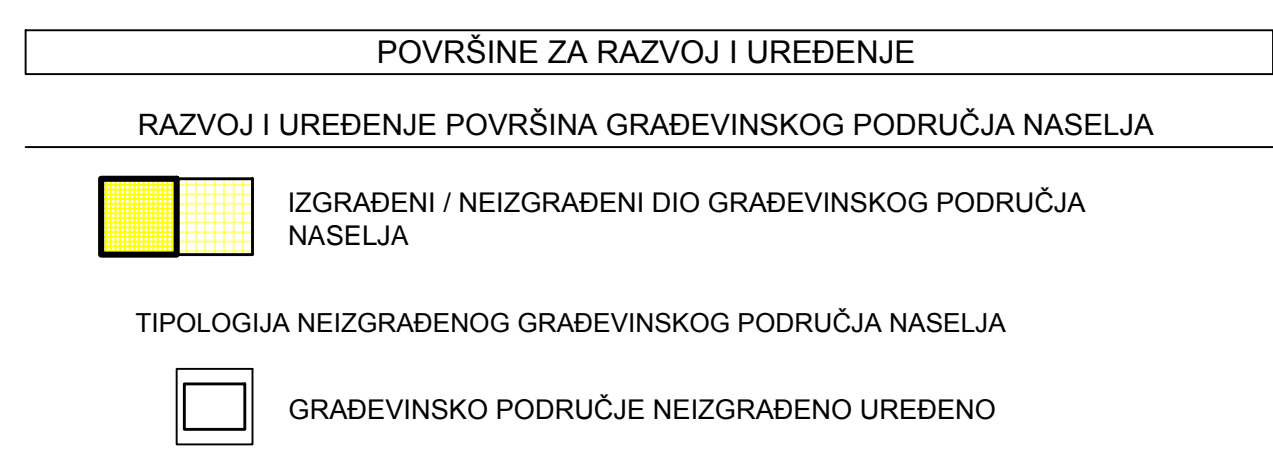 POVRŠINE ZA RAZVOJ I UREĐENJE
RAZVOJ I UREĐENJE POVRŠINA GRAĐEVINSKOG PODRUČJA NASELJA
IZGRAĐENI / NEIZGRAĐENI DIO GRAĐEVINSKOG PODRUČJA
NASELJA
TIPOLOGIJA NEIZGRAĐENOG GRAĐEVINSKOG PODRUČJA NASELJA
GRAĐEVINSKO PODRUČJE NEIZGRAĐENO UREĐENO